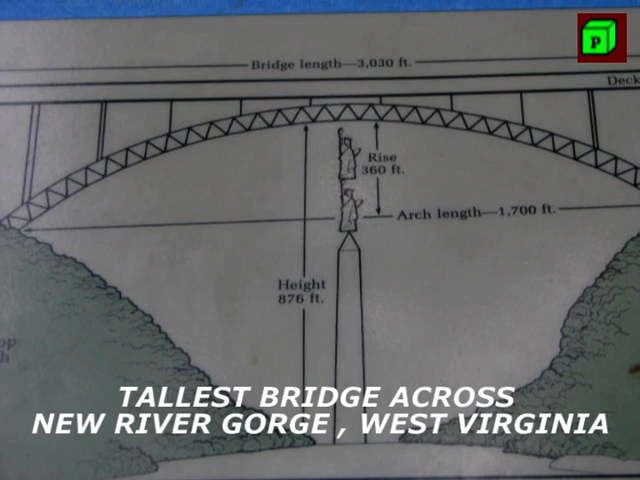 P
Bridge length—3,030 ft.
Deck
Rise
360 ft.
Arch length—1,700 ft.
Height
876 ft.
op
h
TALLEST BRIDGE ACROSS
NEW RIVER GORGE , WEST VIRGINIA